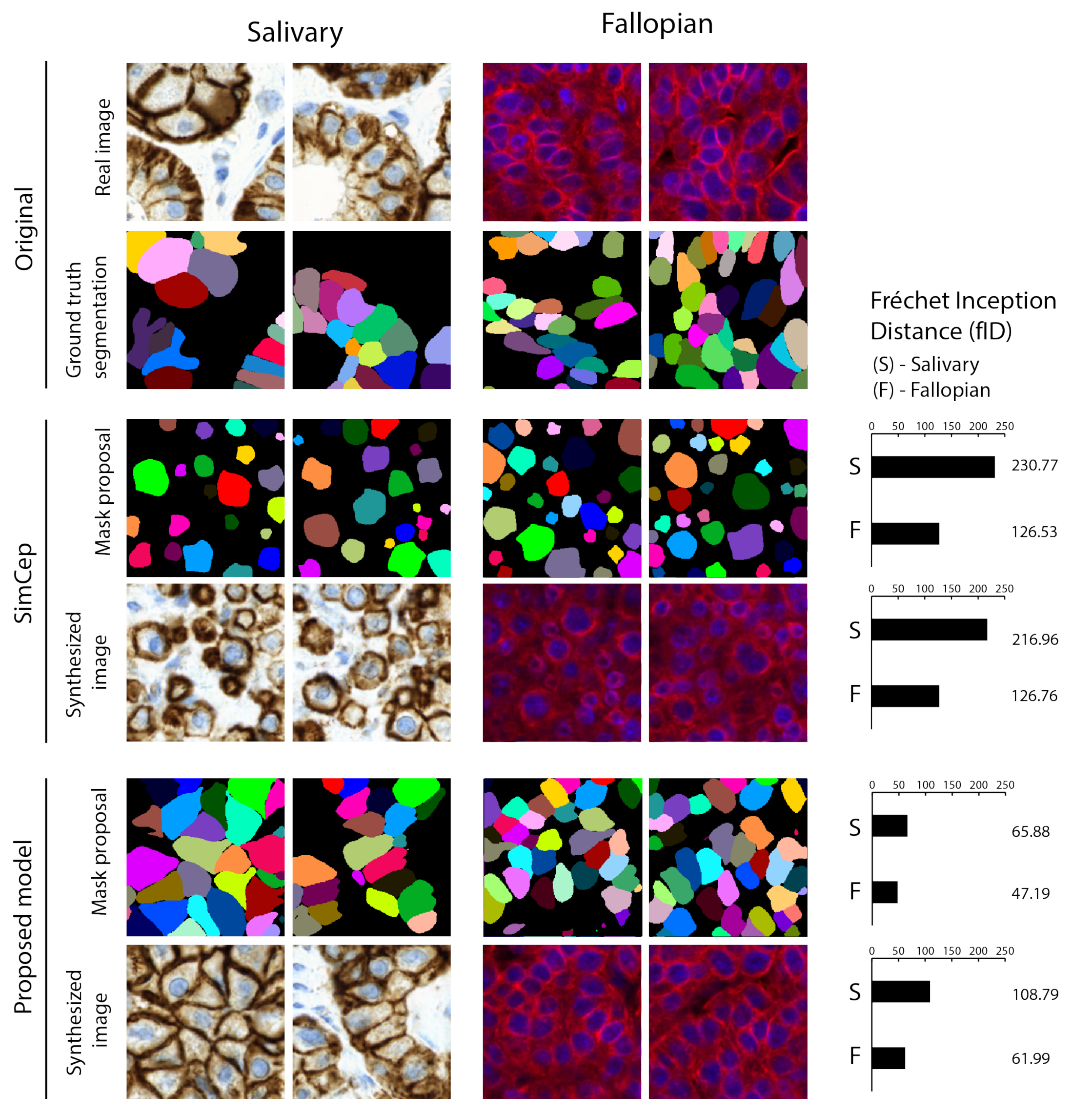 Salivary
Fallopian
Original
Real image
Ground truth
segmentation
Fréchet Inception
Distance (fID)
(S) - Salivary
(F) - Fallopian
SimCep
Mask proposal
0 50 100 150 200 250
S 230.77
F 126.53
Synthesized
image
0 50 100 150 200 250
S 216.96
F 126.76
Proposed model
Mask proposal
0 50 100 150 200 250
S 65.88
F 47.19
Synthesized
image
0 50 100 150 200 250
S 108.79
F 61.99